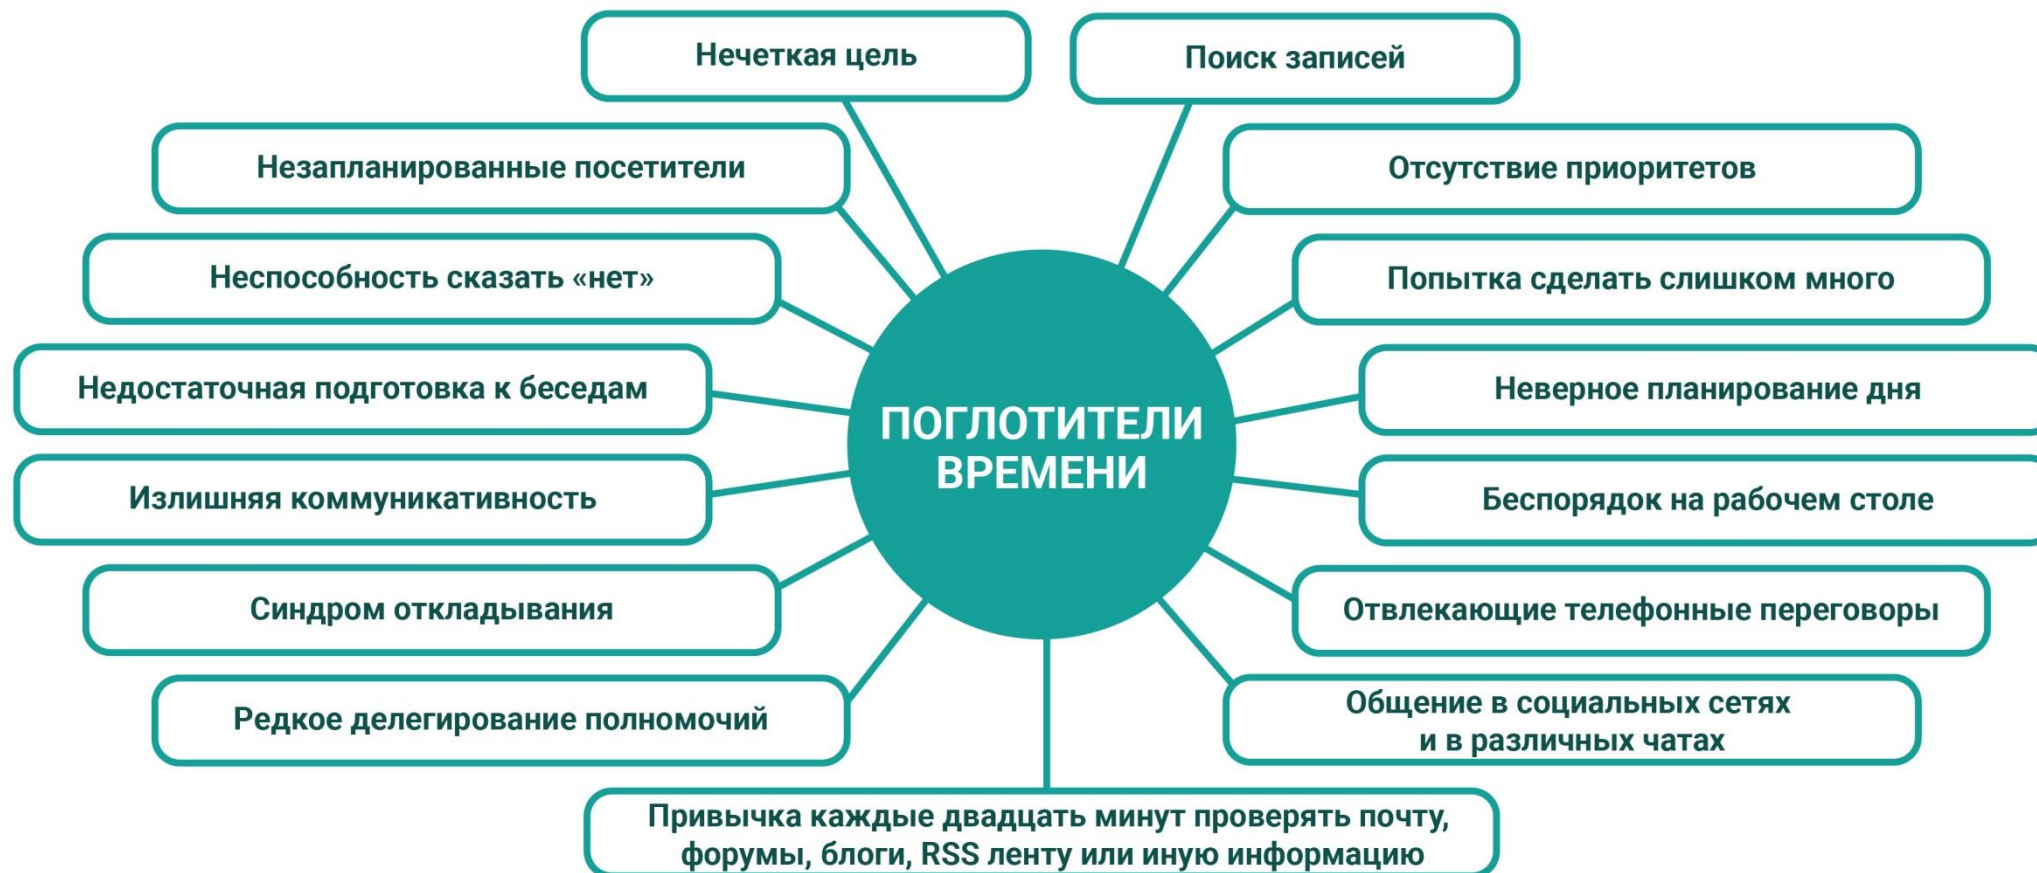 Нечеткая цель
Поиск записей
Незапланированные посетители
Отсутствие приоритетов
Неспособность сказать «нет»
Попытка сделать слишком много
Недостаточная подготовка к беседам
Неверное планирование дня
ПОГЛОТИТЕЛИ
ВРЕМЕНИ
Излишняя коммуникативность
Беспорядок на рабочем столе
Синдром откладывания
Отвлекающие телефонные переговоры
Редкое делегирование полномочий
Общение в социальных сетях
и в различных чатах
Привычка каждые двадцать минут проверять почту,
форумы, блоги, RSS ленту или иную информацию